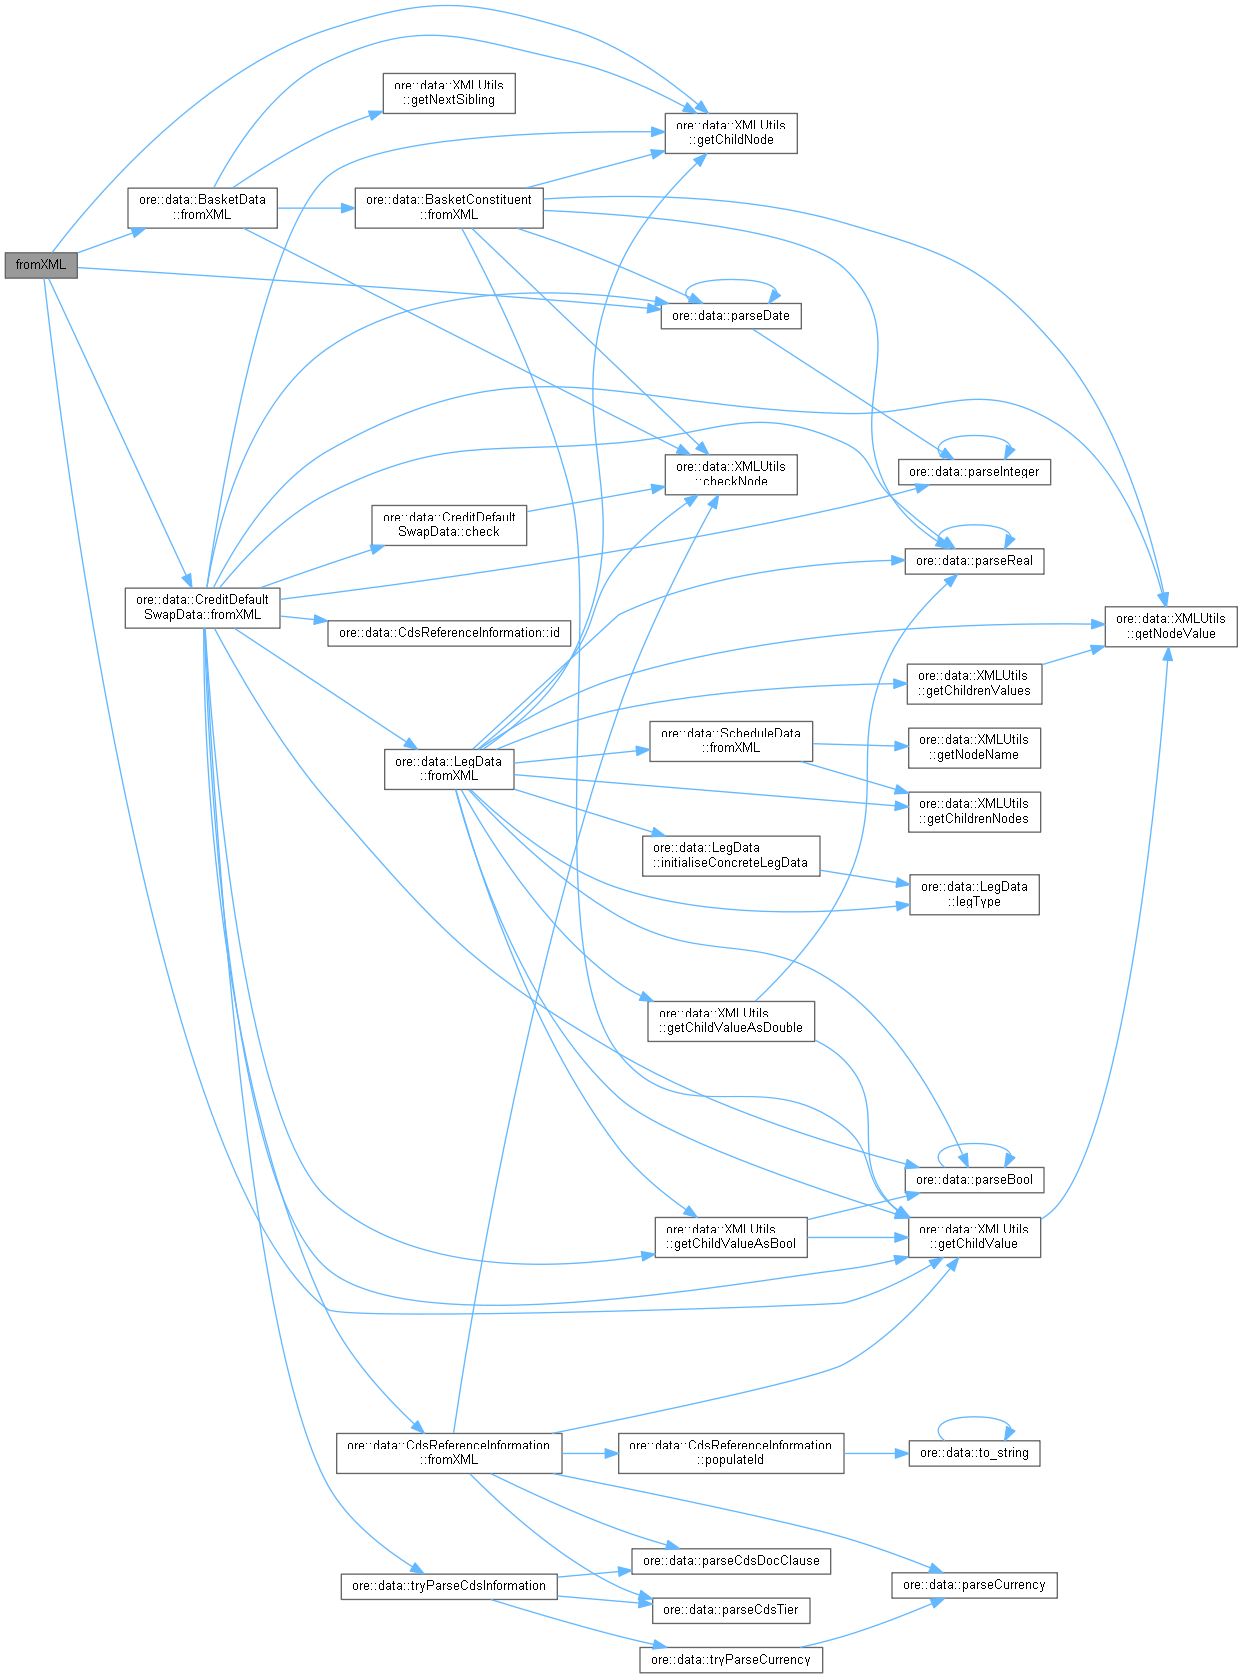 ore::data::XMLUtils
::getNextSibling
ore::data::XMLUtils
::getChildNode
ore::data::BasketData
::fromXML
ore::data::BasketConstituent
::fromXML
fromXML
ore::data::parseDate
ore::data::XMLUtils
::checkNode
ore::data::parseInteger
ore::data::CreditDefault
SwapData::check
ore::data::parseReal
ore::data::CreditDefault
SwapData::fromXML
ore::data::CdsReferenceInformation::id
ore::data::XMLUtils
::getNodeValue
ore::data::XMLUtils
::getChildrenValues
ore::data::ScheduleData
::fromXML
ore::data::XMLUtils
::getNodeName
ore::data::LegData
::fromXML
ore::data::XMLUtils
::getChildrenNodes
ore::data::LegData
::initialiseConcreteLegData
ore::data::LegData
::legType
ore::data::XMLUtils
::getChildValueAsDouble
ore::data::parseBool
ore::data::XMLUtils
::getChildValueAsBool
ore::data::XMLUtils
::getChildValue
ore::data::CdsReferenceInformation
::fromXML
ore::data::CdsReferenceInformation
::populateId
ore::data::to_string
ore::data::parseCdsDocClause
ore::data::tryParseCdsInformation
ore::data::parseCurrency
ore::data::parseCdsTier
ore::data::tryParseCurrency